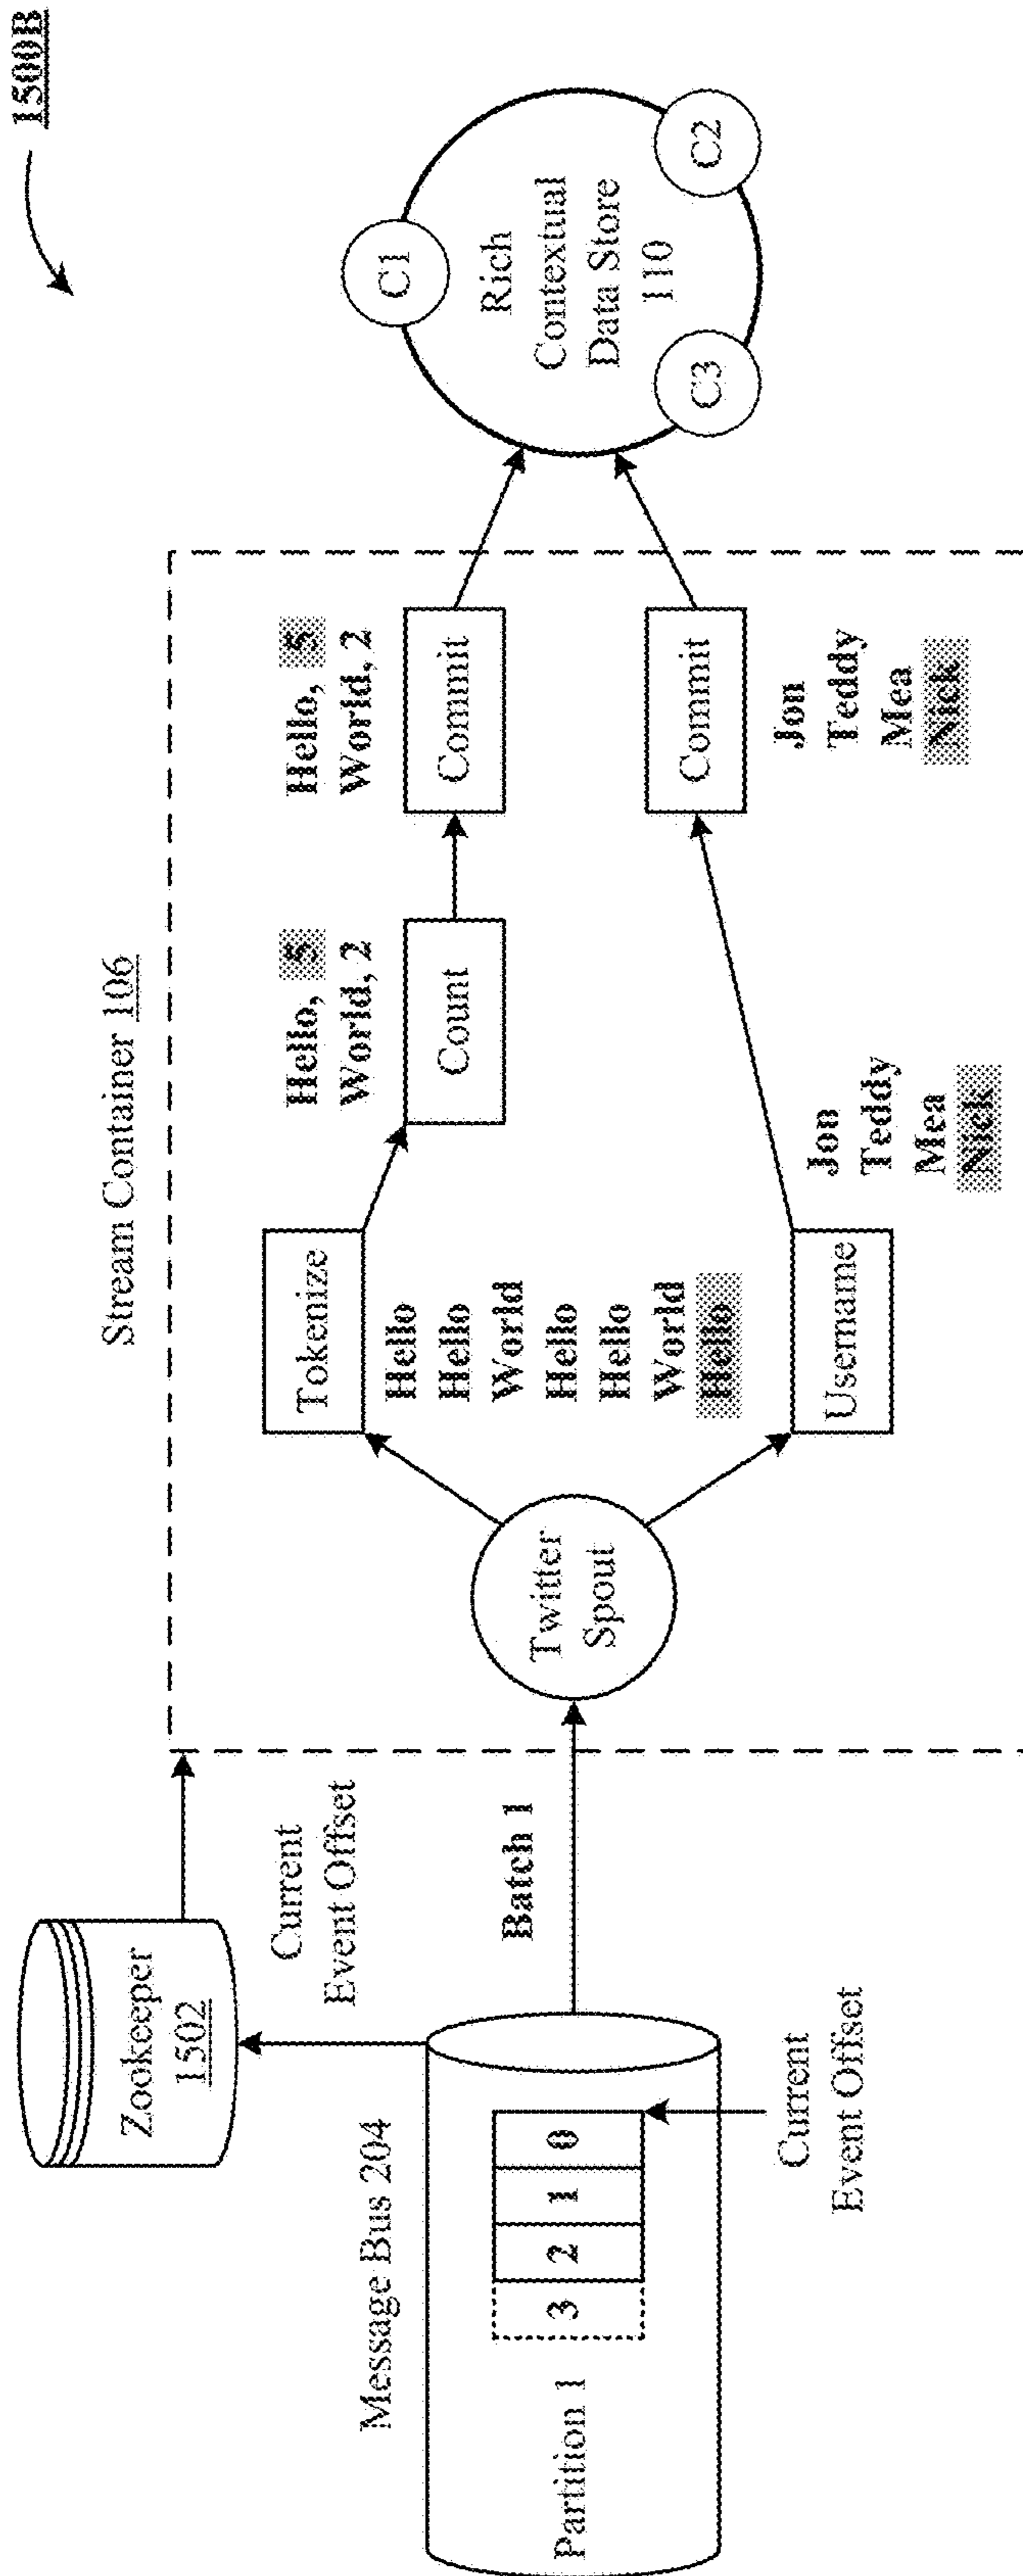 1500B
Stream Container 106
Zookeeper
1502
Current
Event Offset
Message Bus 204
Partition 1
3
2
1
0
Current
Event Offset
Batch 1
Twitter
Spout
Tokenize
Hello
Hello
World
Hello
Hello
World
Hello
Username
Jon
Teddy
Mea
Nick
Hello, 5
World, 2
Count
Hello, 5
World, 2
Commit
Commit
Jon
Teddy
Mea
Nick
C1
Rich
Contextual
Data Store
110
C3
C2